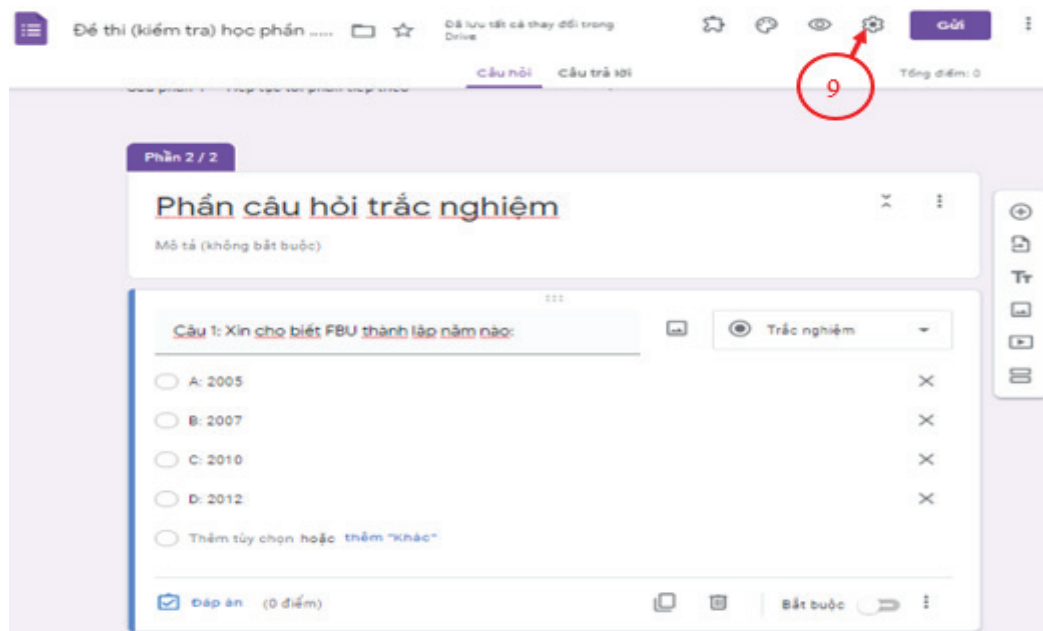 Đề thi (kiểm tra) học phần ......
Đã lưu tất cả thay đổi trong
Drive
Gửi
Câu hỏi Câu trả lời
Tổng điểm: 0
9
Phần 2 / 2
Phần câu hỏi trắc nghiệm
Mô tả (không bắt buộc)
Câu 1: Xin cho biết FBU thành lập năm nào:
Trắc nghiệm
A: 2005
B: 2007
C: 2010
D: 2012
Thêm tùy chọn hoặc thêm "Khác"
Đáp án (0 điểm)
Bắt buộc
Tт